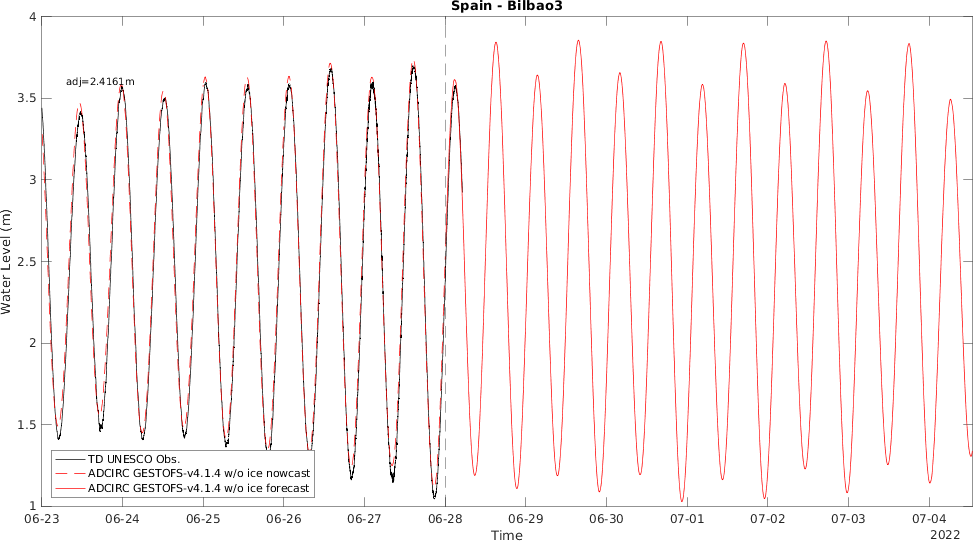 Spain - Bilbao3
4
3.5
3
2.5
2
1.5
1
Water Level (m)
adj=2.4161m
TD UNESCO Obs.
ADCIRC GESTOFS-v4.1.4 w/o ice nowcast
ADCIRC GESTOFS-v4.1.4 w/o ice forecast
06-23 06-24 06-25 06-26 06-27 06-28 06-29 06-30 07-01 07-02 07-03 07-04
2022
Time